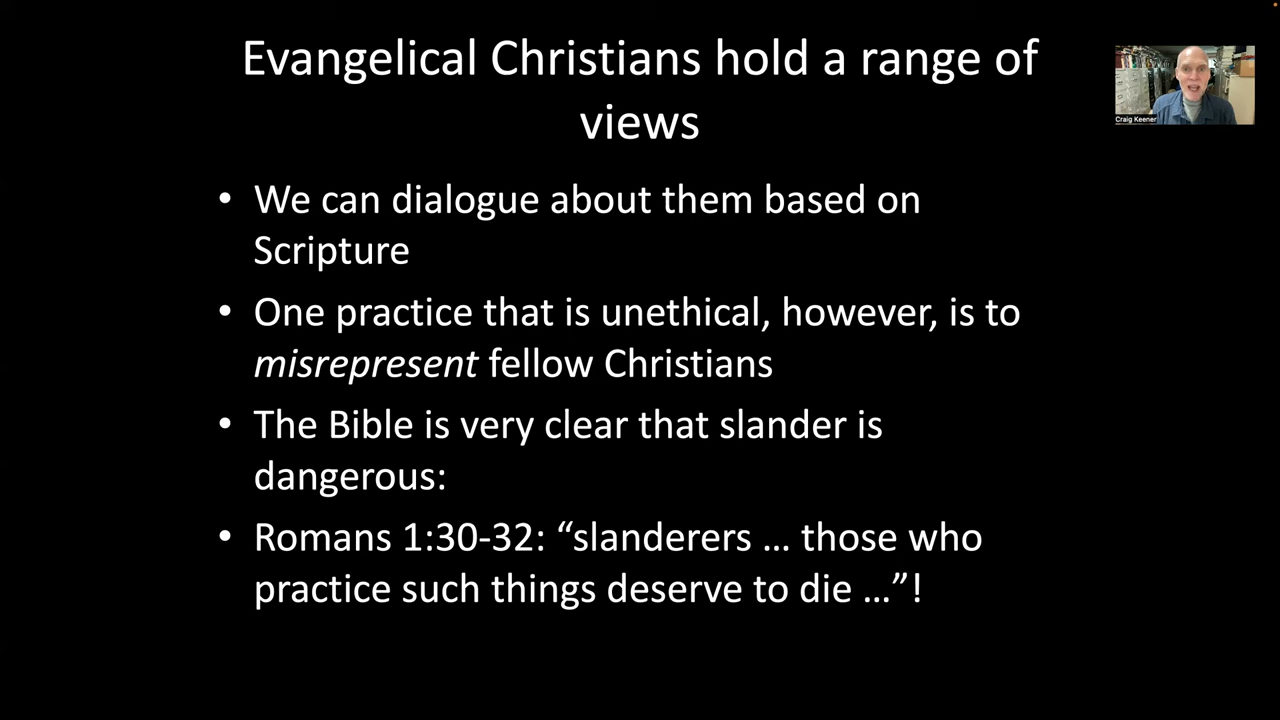 Evangelical Christians hold a range of
views
Craig Keener
• We can dialogue about them based on
Scripture
• One practice that is unethical, however, is to
misrepresent fellow Christians
• The Bible is very clear that slander is
dangerous:
• Romans 1:30-32: “slanderers … those who
practice such things deserve to die …”!